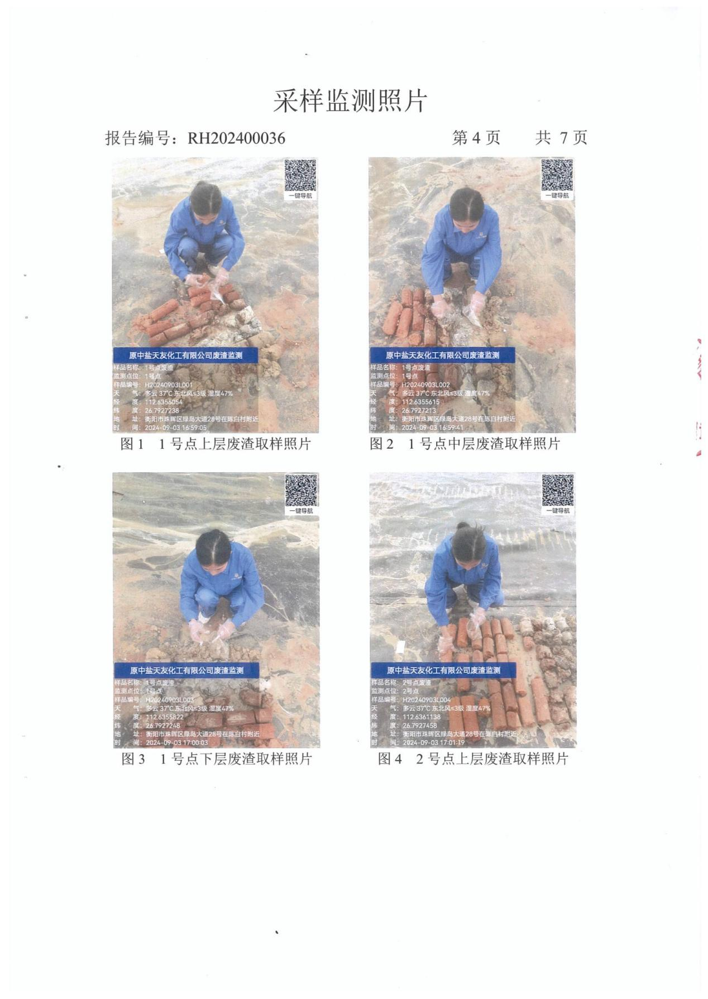 采样监测照片
报告编号：RH202400036 第 4 页 共 7 页
一键导航
原中盐天友化工有限公司废渣监测
样品名称：1号点废渣
监测点位：1号点
样品编号：H20240903L001
天 气：多云 37℃ 东北风≤3级 湿度47%
经 度：112.6356054
纬 度：26.7927238
地 址：衡阳市珠晖区绿岛大道28号在陈白村附近
时 间：2024-09-03 16:59:05
图 1 1 号点上层废渣取样照片
一键导航
原中盐天友化工有限公司废渣监测
样品名称：1号点废渣
监测点位：1号点
样品编号：H20240903L002
天 气：多云 37℃ 东北风≤3级 湿度47%
经 度：112.6355615
纬 度：26.7927213
地 址：衡阳市珠晖区绿岛大道28号在陈白村附近
时 间：2024-09-03 16:59:41
图 2 1 号点中层废渣取样照片
一键导航
原中盐天友化工有限公司废渣监测
样品名称：1号点废渣
监测点位：1号点
样品编号：H20240903L003
天 气：多云 37℃ 东北风≤3级 湿度47%
经 度：112.6355822
纬 度：26.7927248
地 址：衡阳市珠晖区绿岛大道28号在陈白村附近
时 间：2024-09-03 17:00:03
图 3 1 号点下层废渣取样照片
一键导航
原中盐天友化工有限公司废渣监测
样品名称：2号点废渣
监测点位：2号点
样品编号：H20240903L004
天 气：多云 37℃ 东北风≤3级 湿度47%
经 度：112.6361138
纬 度：26.7927458
地 址：衡阳市珠晖区绿岛大道28号在陈白村附近
时 间：2024-09-03 17:01:19
图 4 2 号点上层废渣取样照片